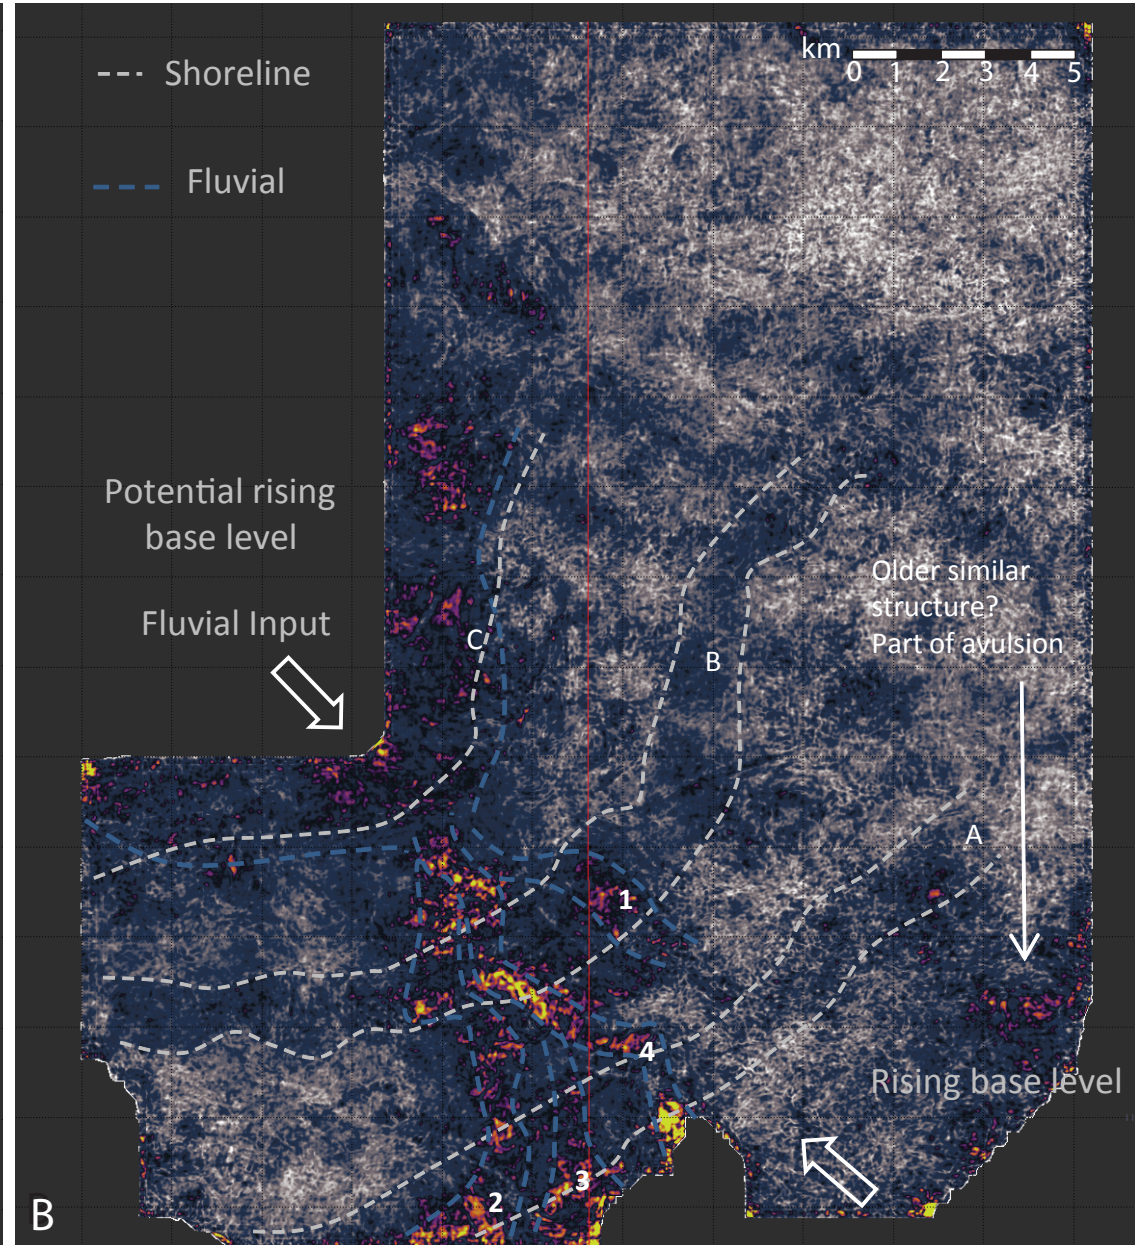 km
0 1 2 3 4 5
Shoreline
Fluvial
Potential rising
base level
Fluvial Input
Older similar
structure?
Part of avulsion
C
B
A
1
4
Rising base level
3
2
B